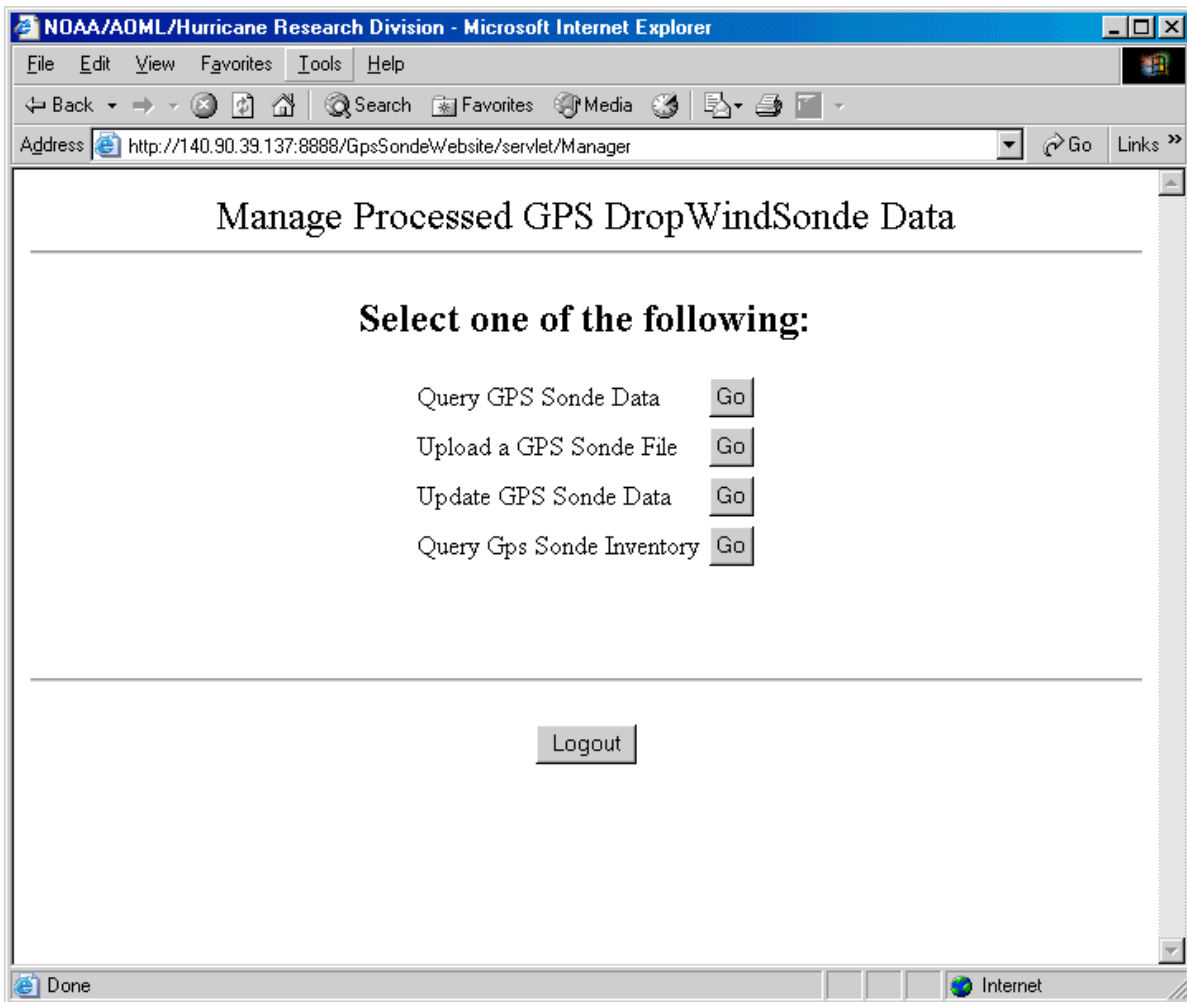 NOAA/AOML/Hurricane Research Division - Microsoft Internet Explorer
File Edit View Favorites Tools Help
Back Search Favorites Media
Address http://140.90.39.137:8888/GpsSondeWebsite/servlet/Manager Go Links »
Manage Processed GPS DropWindSonde Data
Select one of the following:
Query GPS Sonde Data Go
Upload a GPS Sonde File Go
Update GPS Sonde Data Go
Query Gps Sonde Inventory Go
Logout
Done Internet